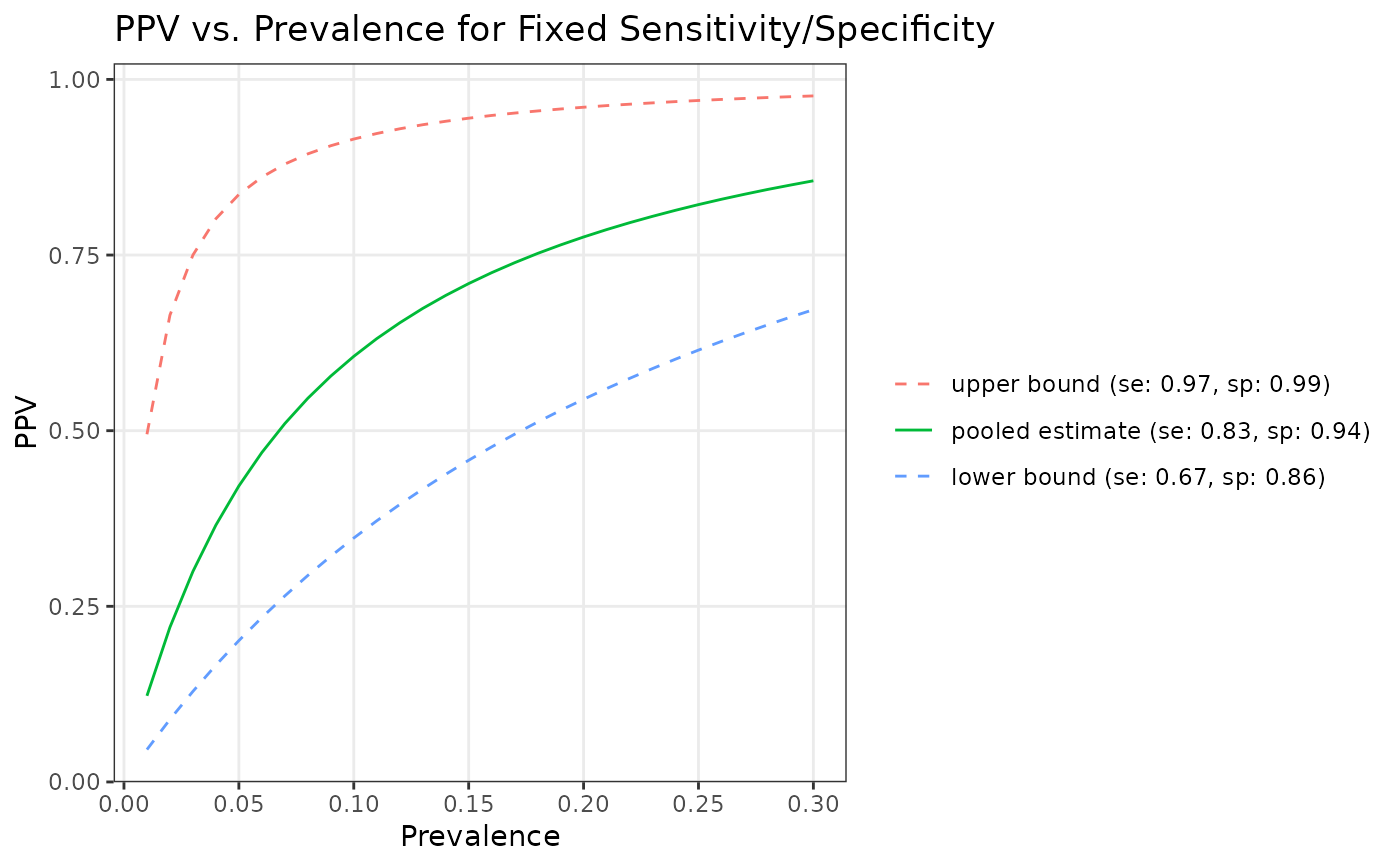 PPV vs. Prevalence for Fixed Sensitivity/Specificity
1.00
0.75
0.50
0.25
0.00
PPV
0.00 0.05 0.10 0.15 0.20 0.25 0.30
Prevalence
upper bound (se: 0.97, sp: 0.99)
pooled estimate (se: 0.83, sp: 0.94)
lower bound (se: 0.67, sp: 0.86)